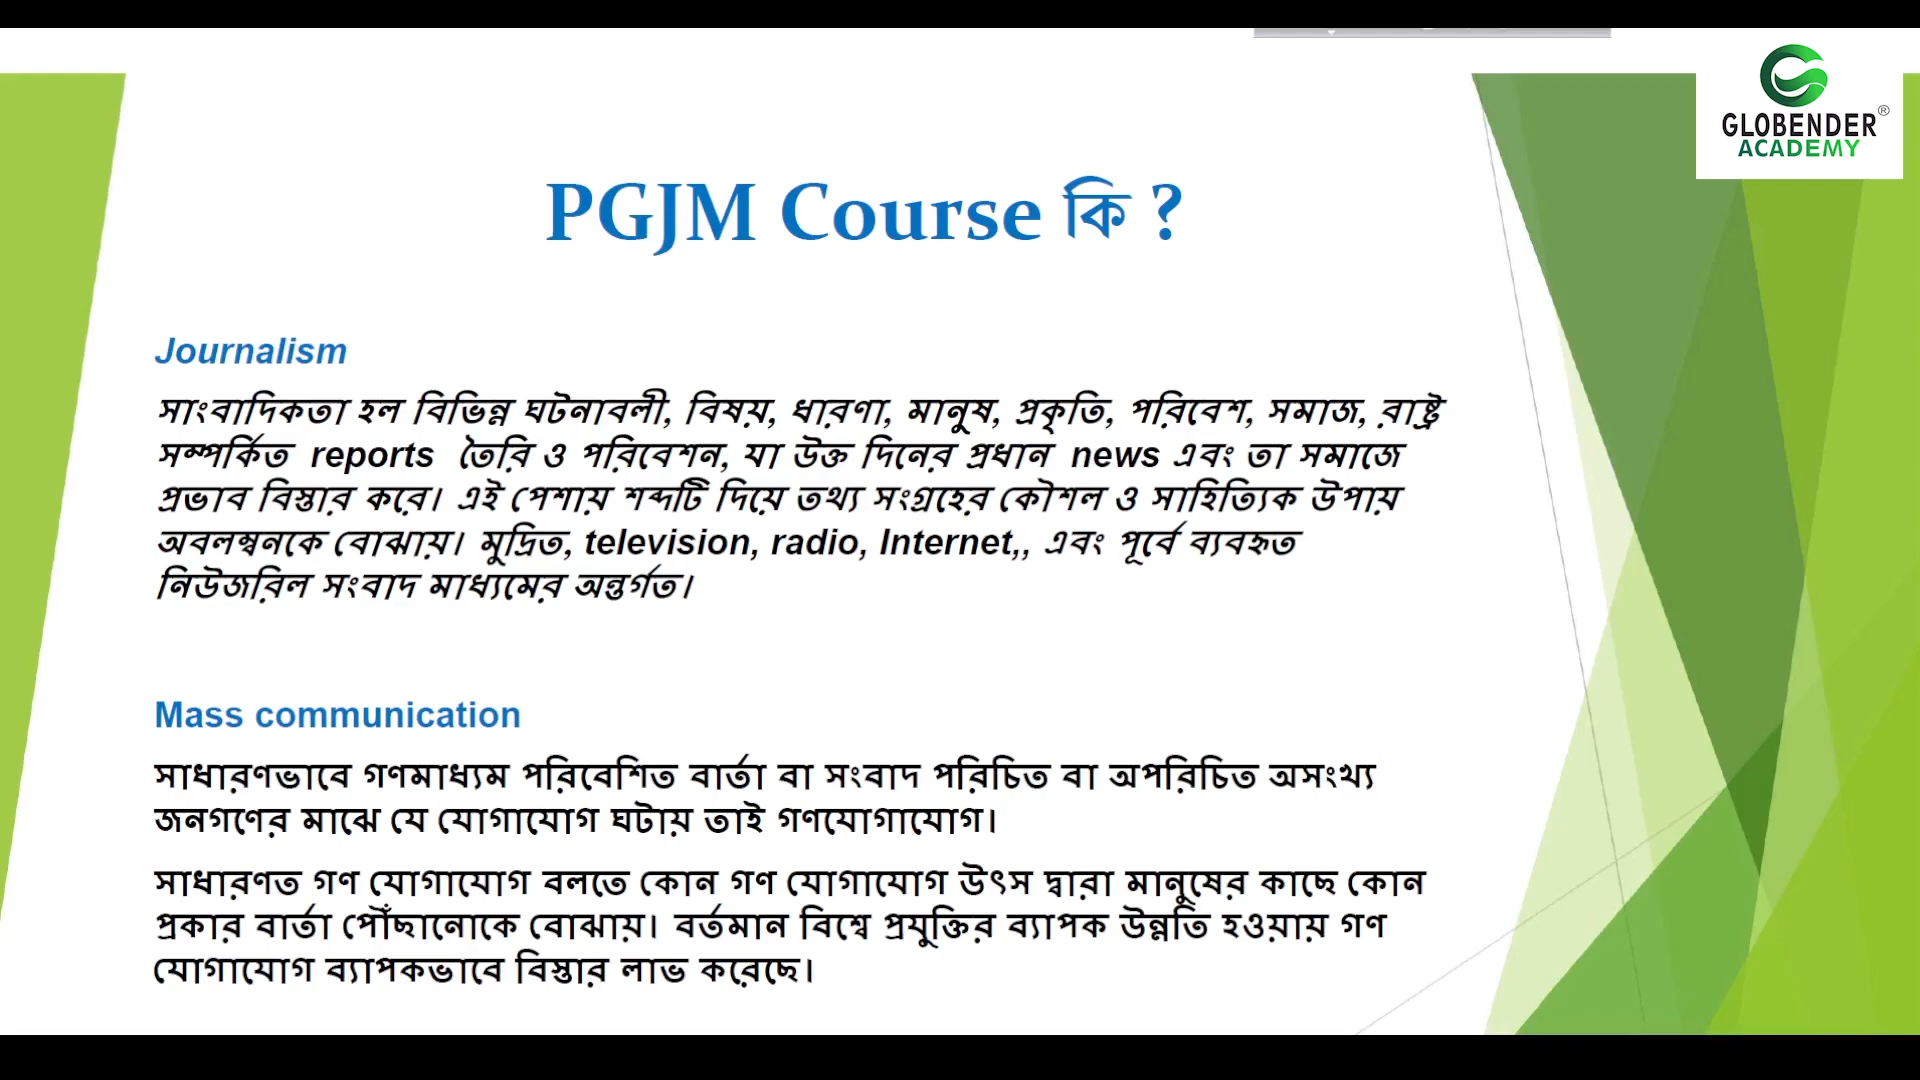 GLOBENDER®
ACADEMY
PGJM Course কি ?
Journalism
সাংবাদিকতা হল বিভিন্ন ঘটনাবলী, বিষয়, ধারণা, মানুষ, প্রকৃতি, পরিবেশ, সমাজ, রাষ্ট্র
সম্পর্কিত reports তৈরি ও পরিবেশন, যা উক্ত দিনের প্রধান news এবং তা সমাজে
প্রভাব বিস্তার করে। এই পেশায় শব্দটি দিয়ে তথ্য সংগ্রহের কৌশল ও সাহিত্যিক উপায়
অবলম্বনকে বোঝায়। মুদ্রিত, television, radio, Internet,, এবং পূর্বে ব্যবহৃত
নিউজরিল সংবাদ মাধ্যমের অন্তর্গত।
Mass communication
সাধারণভাবে গণমাধ্যম পরিবেশিত বার্তা বা সংবাদ পরিচিত বা অপরিচিত অসংখ্য
জনগণের মাঝে যে যোগাযোগ ঘটায় তাই গণযোগাযোগ।
সাধারণত গণ যোগাযোগ বলতে কোন গণ যোগাযোগ উৎস দ্বারা মানুষের কাছে কোন
প্রকার বার্তা পৌঁছানোকে বোঝায়। বর্তমান বিশ্বে প্রযুক্তির ব্যাপক উন্নতি হওয়ায় গণ
যোগাযোগ ব্যাপকভাবে বিস্তার লাভ করেছে।